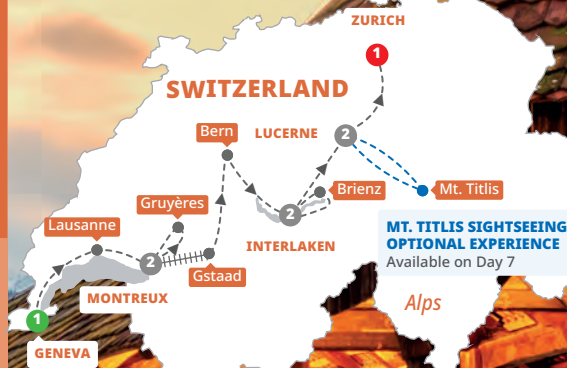 ZURICH
1
SWITZERLAND
Bern
LUCERNE
2
Brienz
Mt. Titlis
Gruyères
2
Lausanne
INTERLAKEN
MT. TITLIS SIGHTSEEING
OPTIONAL EXPERIENCE
Available on Day 7
2
Gstaad
MONTREUX
Alps
1
GENEVA